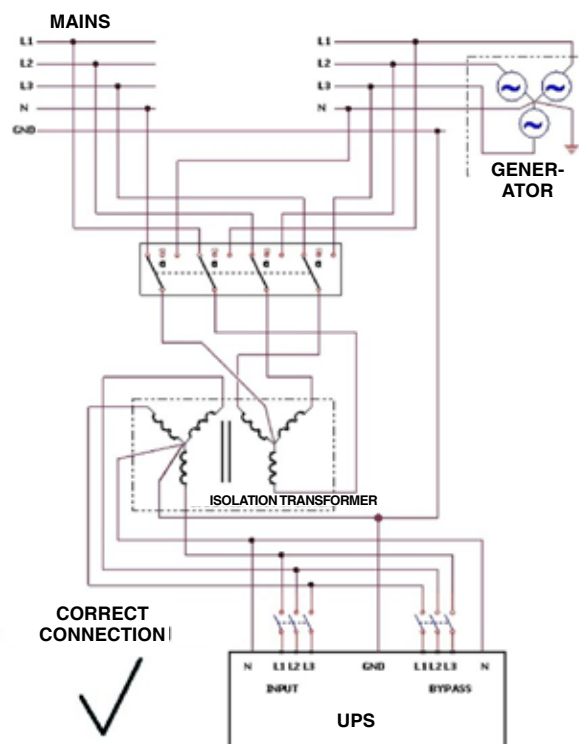 MAINS
L1
L2
L3
N
GND
L1
L2
L3
N
GENER-
ATOR
ISOLATION TRANSFORMER
CORRECT
CONNECTION
N L1 L2 L3 GND L1 L2 L3 N
INPUT BYPASS
UPS